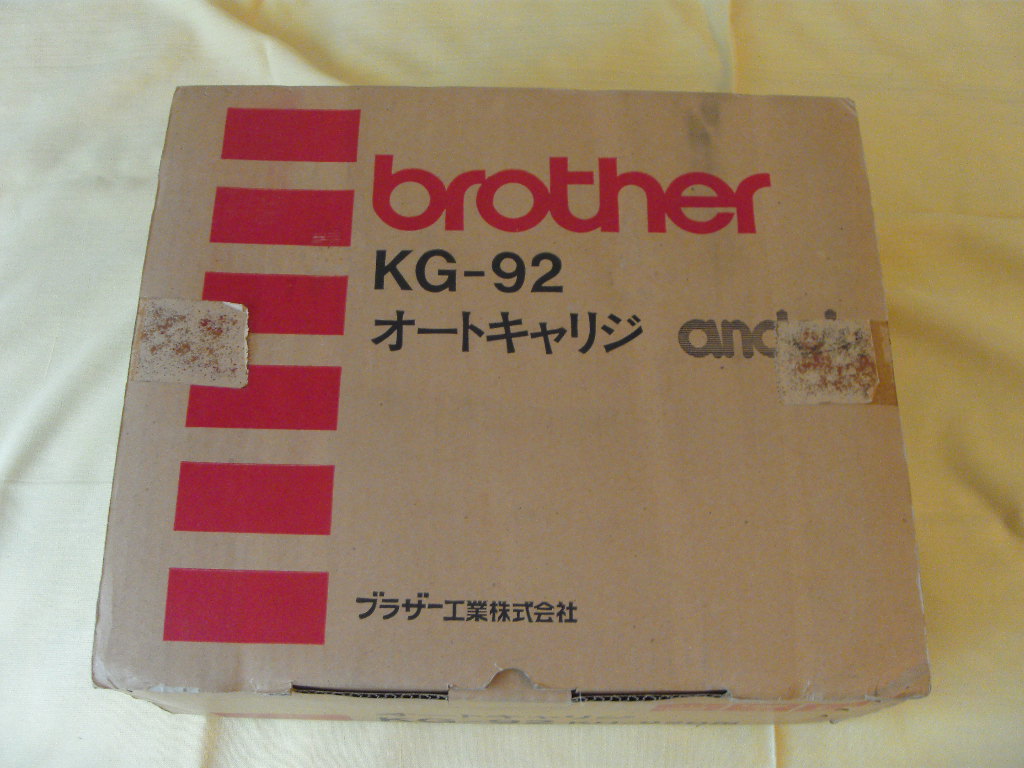 brother
KG-92
オートキャリジ
ブラザー工業株式会社